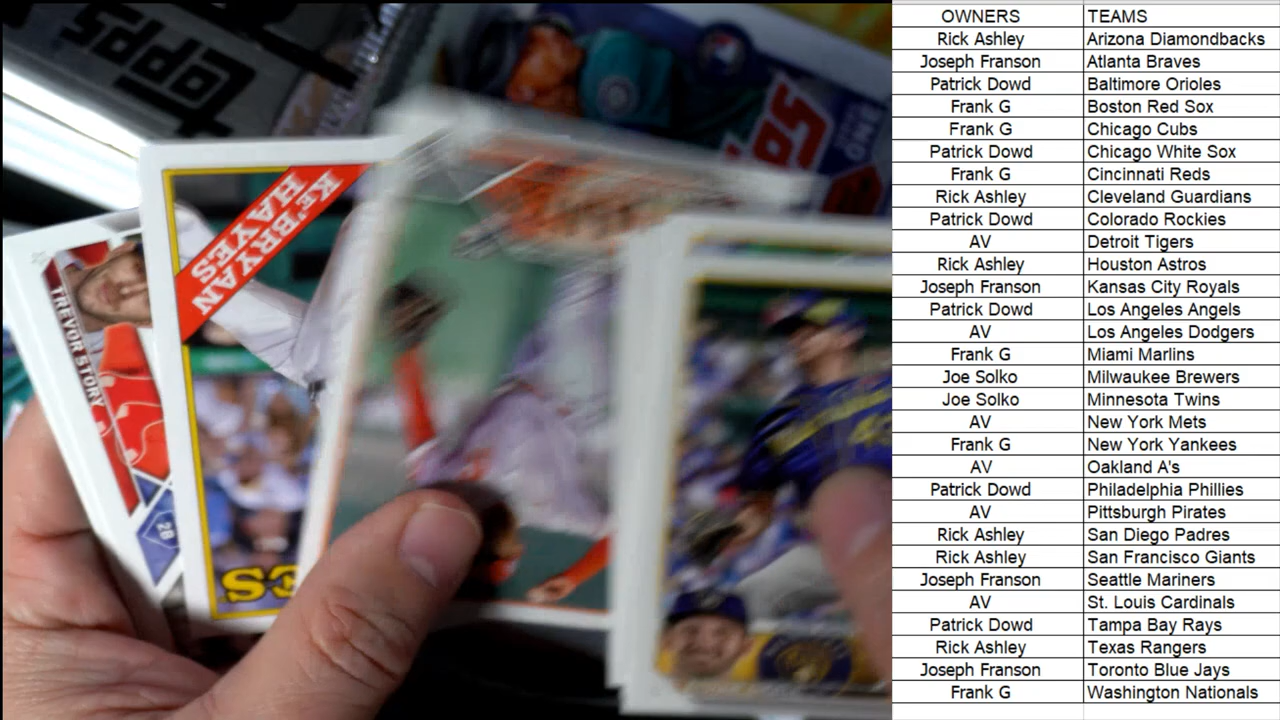 opps
KE'BRYAN
HAYES
TREVOR STORY
2B
ES
OWNERS TEAMS
Rick Ashley Arizona Diamondbacks
Joseph Franson Atlanta Braves
Patrick Dowd Baltimore Orioles
Frank G Boston Red Sox
Frank G Chicago Cubs
Patrick Dowd Chicago White Sox
Frank G Cincinnati Reds
Rick Ashley Cleveland Guardians
Patrick Dowd Colorado Rockies
AV Detroit Tigers
Rick Ashley Houston Astros
Joseph Franson Kansas City Royals
Patrick Dowd Los Angeles Angels
AV Los Angeles Dodgers
Frank G Miami Marlins
Joe Solko Milwaukee Brewers
Joe Solko Minnesota Twins
AV New York Mets
Frank G New York Yankees
AV Oakland A's
Patrick Dowd Philadelphia Phillies
AV Pittsburgh Pirates
Rick Ashley San Diego Padres
Rick Ashley San Francisco Giants
Joseph Franson Seattle Mariners
AV St. Louis Cardinals
Patrick Dowd Tampa Bay Rays
Rick Ashley Texas Rangers
Joseph Franson Toronto Blue Jays
Frank G Washington Nationals